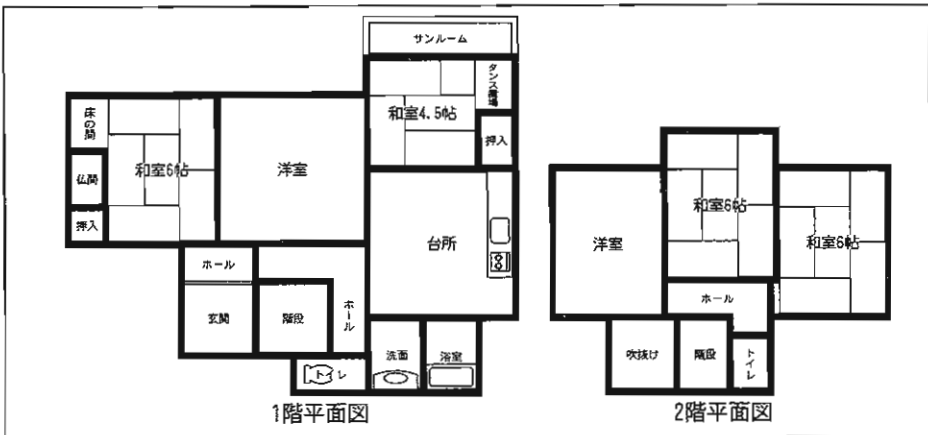 サンルーム
タンス置場
和室4.5帖
押入
床の間
和室6帖
仏間
押入
洋室
台所
ホール
玄関
階段
ホール
洗面
浴室
トイレ
1階平面図
和室6帖
洋室
和室6帖
ホール
吹抜け
階段
トイレ
2階平面図